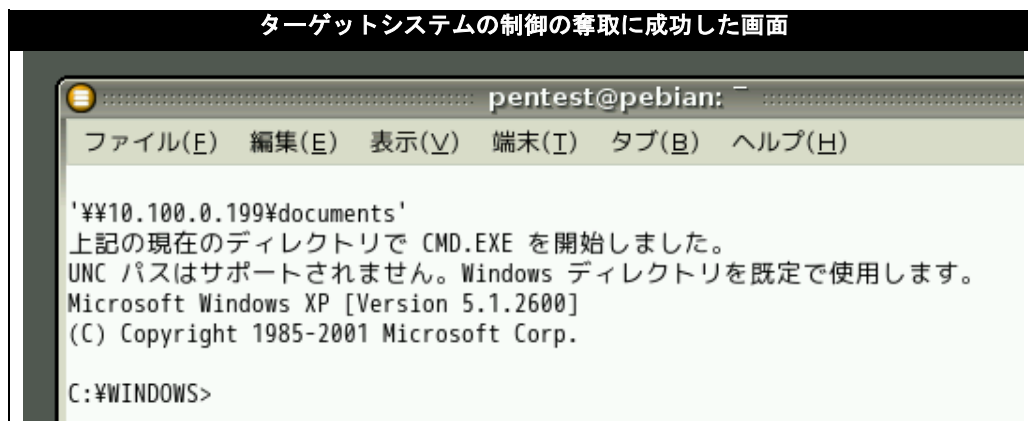 ターゲットシステムの制御の奪取に成功した画面
pentest@pebian: ~
ファイル(F) 編集(E) 表示(V) 端末(T) タブ(B) ヘルプ(H)
'¥¥10.100.0.199¥documents'
上記の現在のディレクトリで CMD.EXE を開始しました。
UNC パスはサポートされません。Windows ディレクトリを既定で使用します。
Microsoft Windows XP [Version 5.1.2600]
(C) Copyright 1985-2001 Microsoft Corp.
C:¥WINDOWS>